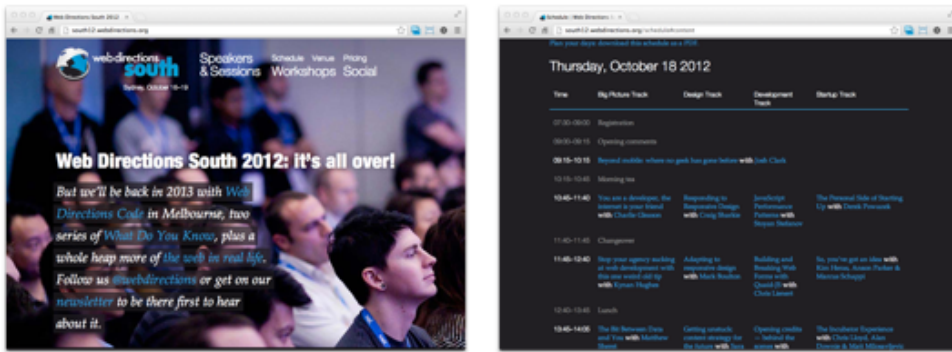 Web Directions South 2012
south12.webdirections.org
web directions
south
Sydney, October 16-19
Speakers
& Sessions
Schedule Venue Pricing
Workshops Social
Web Directions South 2012: it's all over!
But we'll be back in 2013 with Web
Directions Code in Melbourne, two
series of What Do You Know, plus a
whole heap more of the web in real life.
Follow us @webdirections or get on our
newsletter to be there first to hear
about it.
Schedule | Web Directions
south12.webdirections.org/schedule#content
Plan your days: download this schedule as a PDF.
Thursday, October 18 2012
Time Big Picture Track Design Track Development Track Startup Track
07:30-09:00 Registration
09:00-09:15 Opening comments
09:15-10:15 Beyond mobile: where no geek has gone before with Josh Clark
10:15-10:45 Morning tea
10:45-11:40
You are a developer, the
internet is your friend
with Charlie Gleason
Responding to
Responsive Design
with Craig Sharkie
JavaScript
Performance
Patterns with
Stoyan Stefanov
The Personal Side of Starting
Up with Derek Powazek
11:40-11:45 Changeover
11:45-12:40
Stop your agency sucking
at web development with
this one weird old tip
with Kynan Hughes
Adapting to
responsive design
with Mark Boulton
Building and
Breaking Web
Forms with
Quaid-JS with
Chris Lienert
So, you've got an idea with
12:40-13:45 Lunch
13:45-14:05
The Bit Between Data
and You with Matthew
Sheret
Getting unstuck:
content strategy for
the future with Sara
Opening credits
— behind the
scenes with
The Incubator Experience
with Chris Lloyd, Alan